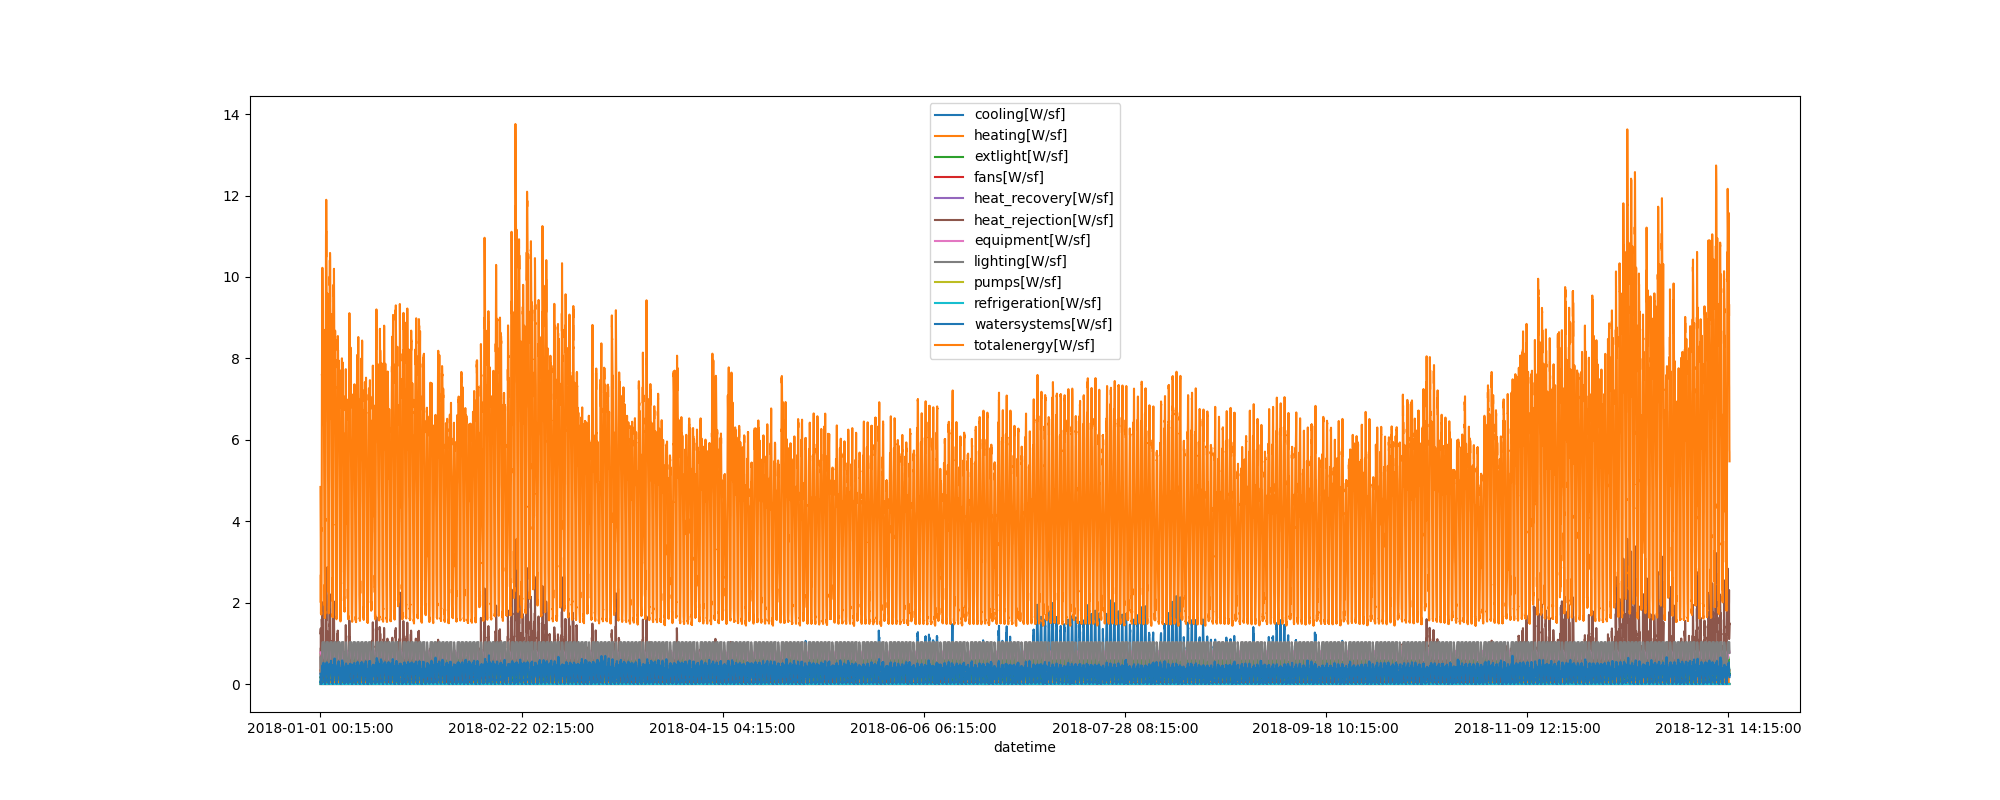 14
12
10
8
6
4
2
0
cooling[W/sf]
heating[W/sf]
extlight[W/sf]
fans[W/sf]
heat_recovery[W/sf]
heat_rejection[W/sf]
equipment[W/sf]
lighting[W/sf]
pumps[W/sf]
refrigeration[W/sf]
watersystems[W/sf]
totalenergy[W/sf]
2018-01-01 00:15:00 2018-02-22 02:15:00 2018-04-15 04:15:00 2018-06-06 06:15:00 2018-07-28 08:15:00 2018-09-18 10:15:00 2018-11-09 12:15:00 2018-12-31 14:15:00
datetime